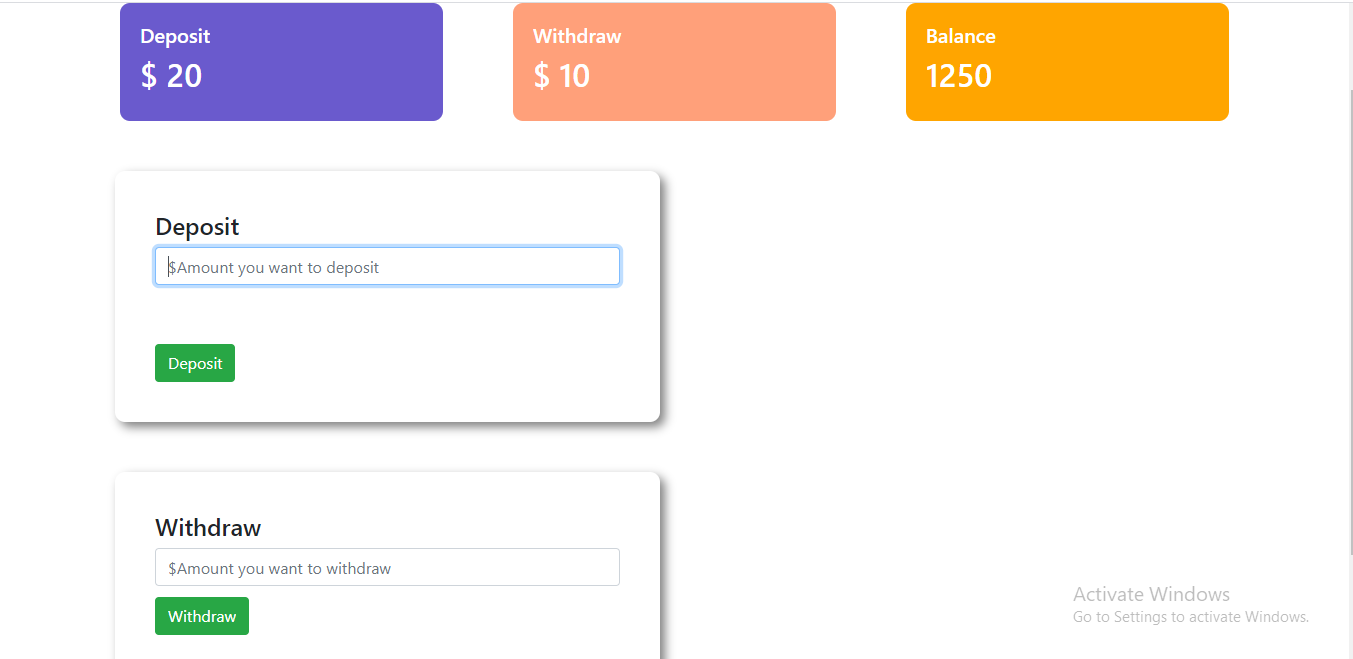 Deposit
$ 20
Withdraw
$ 10
Balance
1250
Deposit
$Amount you want to deposit
Deposit
Withdraw
$Amount you want to withdraw
Withdraw
Activate Windows
Go to Settings to activate Windows.